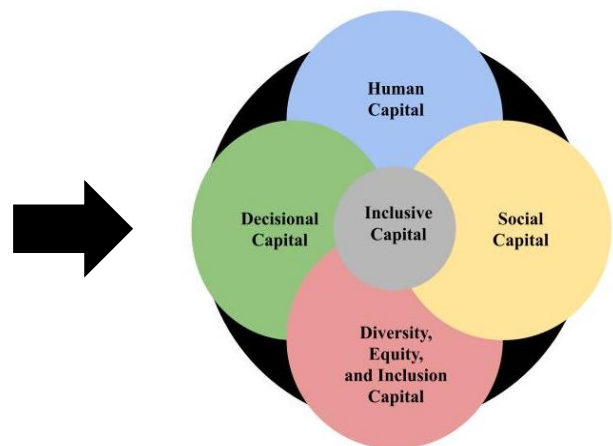 Human
Capital
Decisional
Capital
Inclusive
Capital
Social
Capital
Diversity,
Equity,
and Inclusion
Capital